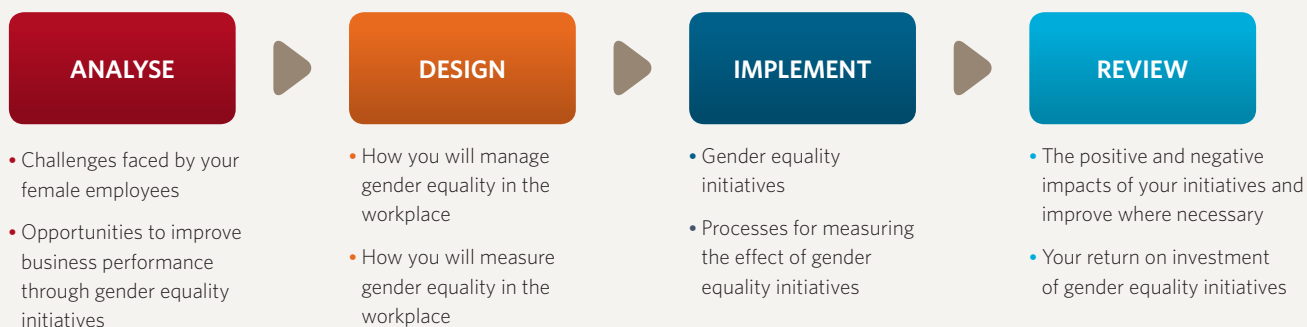 ANALYSE
• Challenges faced by your
female employees
• Opportunities to improve
business performance
through gender equality
initiatives
DESIGN
• How you will manage
gender equality in the
workplace
• How you will measure
gender equality in the
workplace
IMPLEMENT
• Gender equality
initiatives
• Processes for measuring
the effect of gender
equality initiatives
REVIEW
• The positive and negative
impacts of your initiatives and
improve where necessary
• Your return on investment
of gender equality initiatives